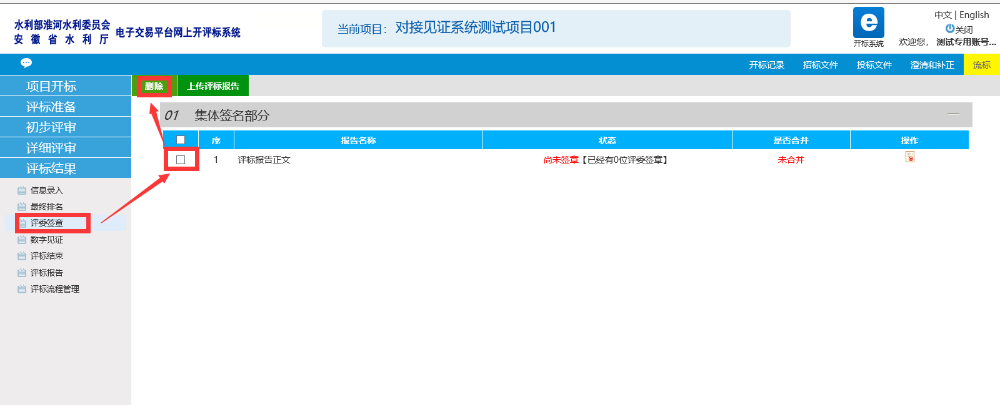 水利部淮河水利委员会
安徽省水利厅
电子交易平台网上开评标系统
当前项目：对接见证系统测试项目001
e
开标系统
中文 | English
关闭
欢迎您， 测试专用账号...
开标记录 招标文件 投标文件 澄清和补正 流标
项目开标
评标准备
初步评审
详细评审
评标结果
信息录入
最终排名
评委签章
数字见证
评标结束
评标报告
评标流程管理
删除 上传评标报告
01 集体签名部分
序 报告名称 状态 是否合并 操作
1 评标报告正文 尚未签章【已经有0位评委签章】 未合并